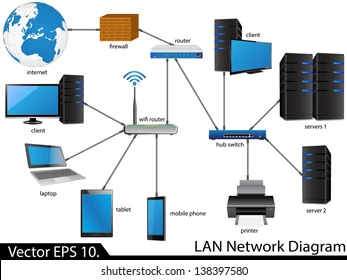 client
router
firewall
internet
wifi router
client
servers 1
hub switch
laptop
tablet
mobile phone
printer
server 2
LAN Network Diagram
Vector EPS 10.
shutterstock.com · 138397580